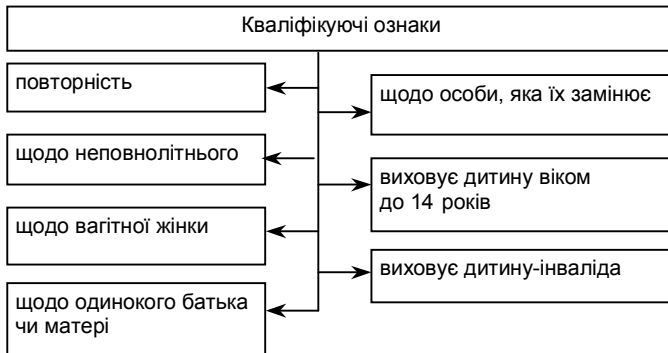 Кваліфікуючі ознаки
повторність
щодо неповнолітнього
щодо вагітної жінки
щодо одинокого батька
чи матері
щодо особи, яка їх замінює
виховує дитину віком
до 14 років
виховує дитину-інваліда